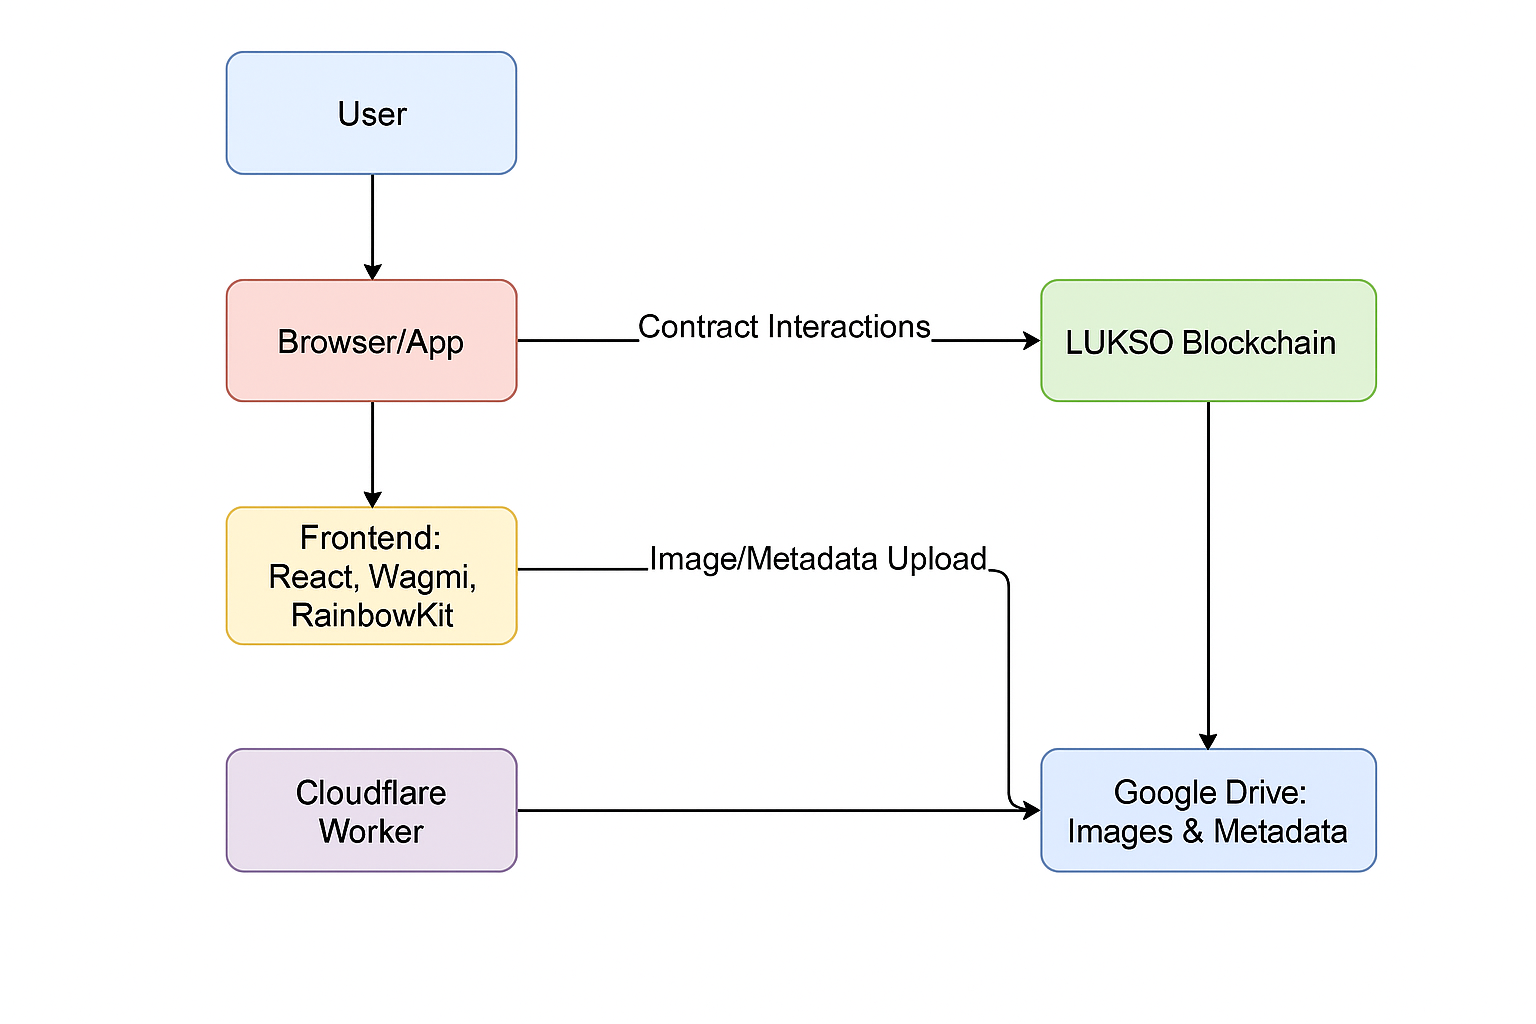 User
Browser/App
Contract Interactions
LUKSO Blockchain
Frontend:
React, Wagmi,
RainbowKit
Image/Metadata Upload
Cloudflare
Worker
Google Drive:
Images & Metadata